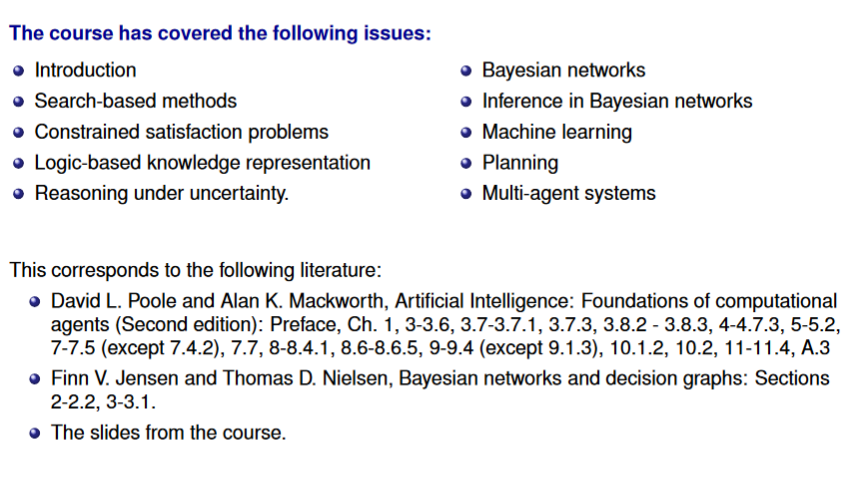 The course has covered the following issues:
Introduction
Search-based methods
Constrained satisfaction problems
Logic-based knowledge representation
Reasoning under uncertainty.
Bayesian networks
Inference in Bayesian networks
Machine learning
Planning
Multi-agent systems
This corresponds to the following literature:
David L. Poole and Alan K. Mackworth, Artificial Intelligence: Foundations of computational
agents (Second edition): Preface, Ch. 1, 3-3.6, 3.7-3.7.1, 3.7.3, 3.8.2 - 3.8.3, 4-4.7.3, 5-5.2,
7-7.5 (except 7.4.2), 7.7, 8-8.4.1, 8.6-8.6.5, 9-9.4 (except 9.1.3), 10.1.2, 10.2, 11-11.4, A.3
Finn V. Jensen and Thomas D. Nielsen, Bayesian networks and decision graphs: Sections
2-2.2, 3-3.1.
The slides from the course.